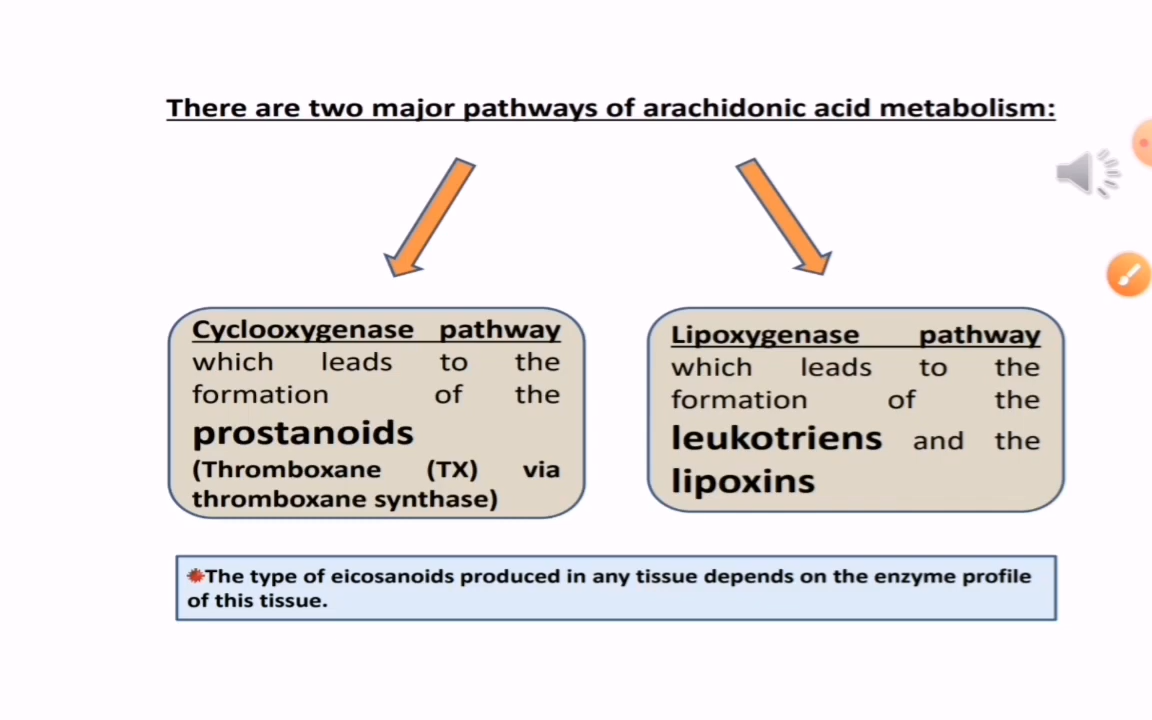 There are two major pathways of arachidonic acid metabolism:
Cyclooxygenase pathway
which leads to the
formation of the
prostanoids
(Thromboxane (TX) via
thromboxane synthase)
Lipoxygenase pathway
which leads to the
formation of the
leukotriens and the
lipoxins
The type of eicosanoids produced in any tissue depends on the enzyme profile
of this tissue.